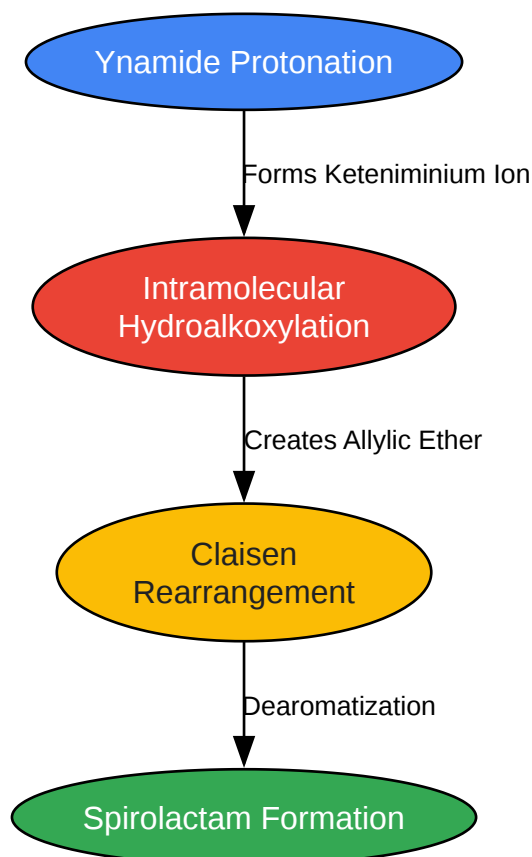 Ynamide Protonation
Forms Keteniminium Ion
Intramolecular
Hydroalkoxylation
Creates Allylic Ether
Claisen
Rearrangement
Dearomatization
Spirolactam Formation